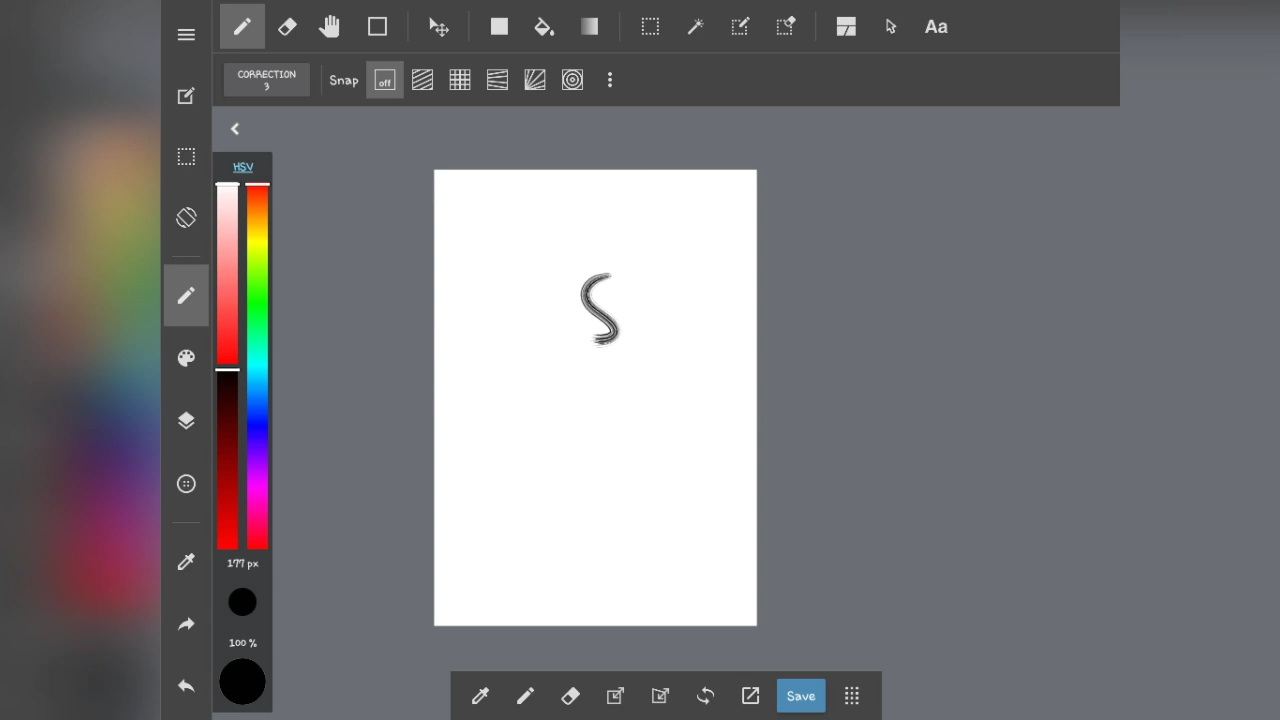 Aa
CORRECTION
3
Snap
off
HSV
S
177 px
100 %
Save